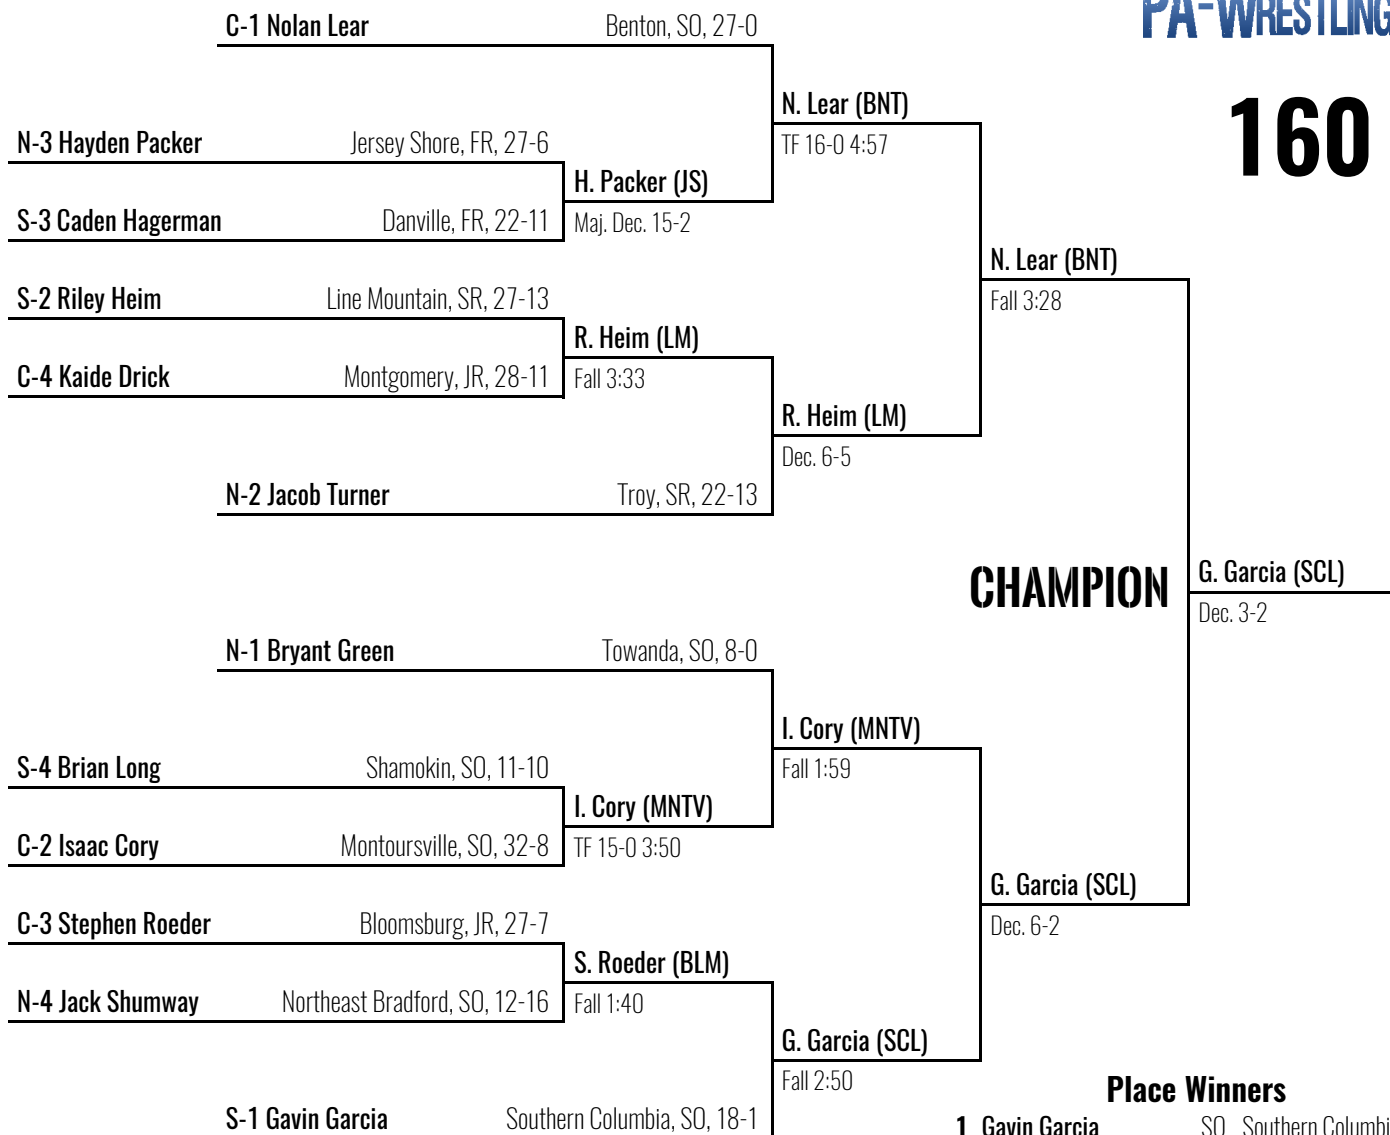 PA-WRESTLING
160
C-1 Nolan Lear Benton, SO, 27-0
N. Lear (BNT)
TF 16-0 4:57
N-3 Hayden Packer Jersey Shore, FR, 27-6
H. Packer (JS)
Maj. Dec. 15-2
S-3 Caden Hagerman Danville, FR, 22-11
N. Lear (BNT)
Fall 3:28
S-2 Riley Heim Line Mountain, SR, 27-13
R. Heim (LM)
Fall 3:33
C-4 Kaide Drick Montgomery, JR, 28-11
R. Heim (LM)
Dec. 6-5
N-2 Jacob Turner Troy, SR, 22-13
CHAMPION
G. Garcia (SCL)
Dec. 3-2
N-1 Bryant Green Towanda, SO, 8-0
I. Cory (MNTV)
Fall 1:59
S-4 Brian Long Shamokin, SO, 11-10
I. Cory (MNTV)
TF 15-0 3:50
C-2 Isaac Cory Montoursville, SO, 32-8
G. Garcia (SCL)
Dec. 6-2
C-3 Stephen Roeder Bloomsburg, JR, 27-7
S. Roeder (BLM)
Fall 1:40
N-4 Jack Shumway Northeast Bradford, SO, 12-16
G. Garcia (SCL)
Fall 2:50
S-1 Gavin Garcia Southern Columbia, SO, 18-1
Place Winners
1 Gavin Garcia SO Southern Columbi